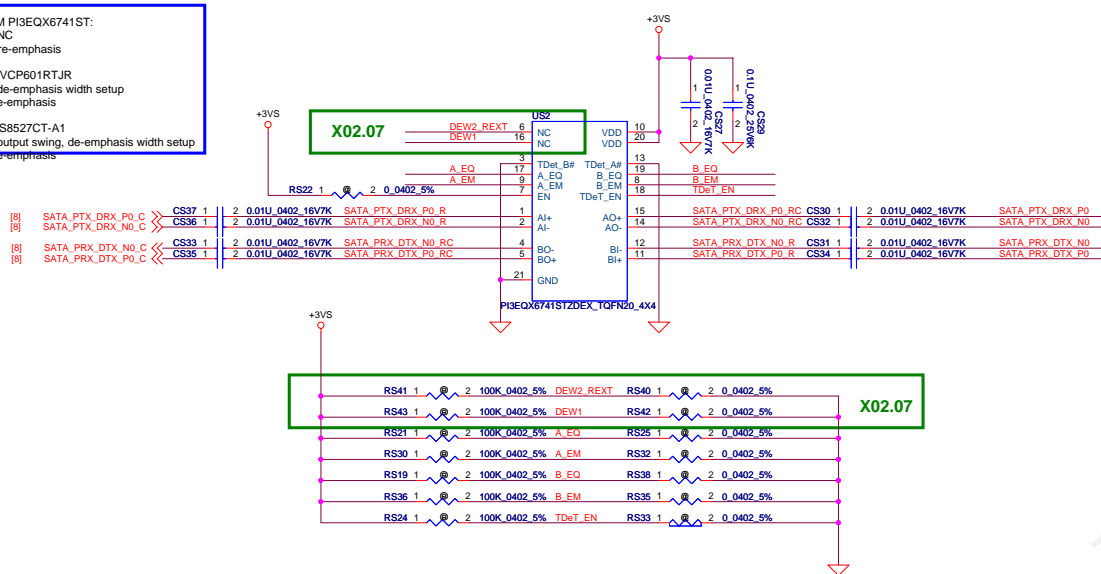 M PI3EQX6741ST:
NC
re-emphasis
VCP601RTJR
de-emphasis width setup
e-emphasis
S8527CT-A1
output swing, de-emphasis width setup
e-emphasis
+3VS
+3VS
X02.07
US2
DEW2_REXT 6 NC VDD 10
DEW1 16 NC VDD 20
1 2 0.01U_0402_16V7K CS27
1 2 0.1U_0402_25V6K CS29
3 TDet_B# TDet_A# 13
A_EQ 17 A_EQ B_EQ 19 B_EQ
A_EM 9 A_EM B_EM 8 B_EM
RS22 1 @ 2 0_0402_5% 7 EN TDeT_EN 18 TDeT_EN
[8] SATA_PTX_DRX_P0_C CS37 1 2 0.01U_0402_16V7K SATA_PTX_DRX_P0_R 1 AI+ AO+ 15 SATA_PTX_DRX_P0_RC CS30 1 2 0.01U_0402_16V7K SATA_PTX_DRX_P0
[8] SATA_PTX_DRX_N0_C CS36 1 2 0.01U_0402_16V7K SATA_PTX_DRX_N0_R 2 AI- AO- 14 SATA_PTX_DRX_N0_RC CS32 1 2 0.01U_0402_16V7K SATA_PTX_DRX_N0
[8] SATA_PRX_DTX_N0_C CS33 1 2 0.01U_0402_16V7K SATA_PRX_DTX_N0_RC 4 BO- BI- 12 SATA_PRX_DTX_N0_R CS31 1 2 0.01U_0402_16V7K SATA_PRX_DTX_N0
[8] SATA_PRX_DTX_P0_C CS35 1 2 0.01U_0402_16V7K SATA_PRX_DTX_P0_RC 5 BO+ BI+ 11 SATA_PRX_DTX_P0_R CS34 1 2 0.01U_0402_16V7K SATA_PRX_DTX_P0
21 GND
PI3EQX6741STZDEX_TQFN20_4X4
+3VS
RS41 1 @ 2 100K_0402_5% DEW2_REXT RS40 1 @ 2 0_0402_5%
X02.07
RS43 1 @ 2 100K_0402_5% DEW1 RS42 1 @ 2 0_0402_5%
RS21 1 @ 2 100K_0402_5% A_EQ RS25 1 @ 2 0_0402_5%
RS30 1 @ 2 100K_0402_5% A_EM RS32 1 @ 2 0_0402_5%
RS19 1 @ 2 100K_0402_5% B_EQ RS38 1 @ 2 0_0402_5%
RS36 1 @ 2 100K_0402_5% B_EM RS35 1 @ 2 0_0402_5%
RS24 1 @ 2 100K_0402_5% TDeT_EN RS33 1 @ 2 0_0402_5%